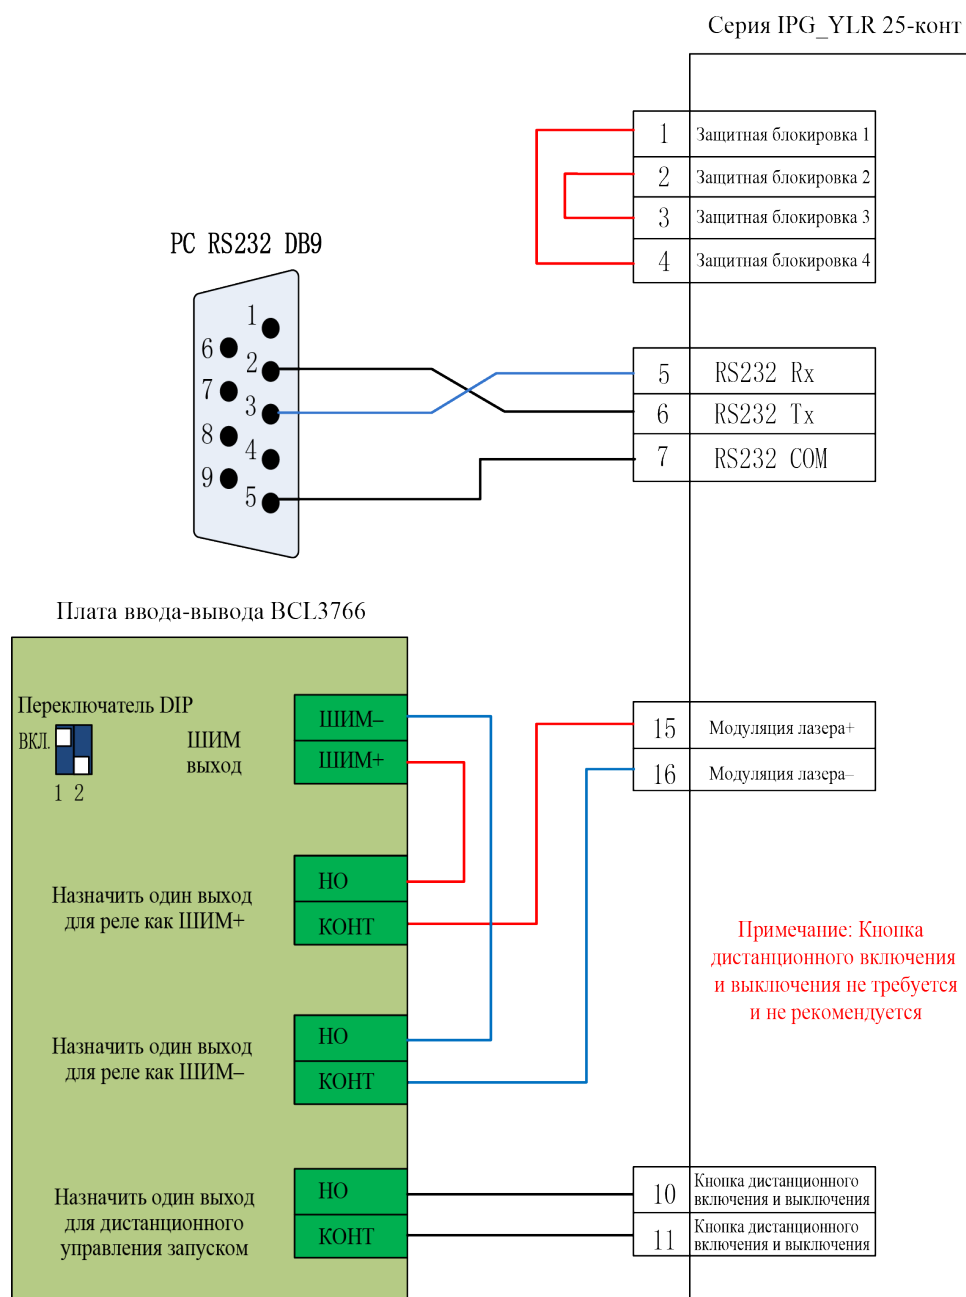 Серия IPG_YLR 25-конт
1 Защитная блокировка 1
2 Защитная блокировка 2
3 Защитная блокировка 3
4 Защитная блокировка 4
PC RS232 DB9
1
6
2
7
3
8
4
9
5
5 RS232 Rx
6 RS232 Tx
7 RS232 COM
Плата ввода-вывода BCL3766
Переключатель DIP
ВКЛ.
1 2
ШИМ
выход
ШИМ–
ШИМ+
15 Модуляция лазера+
16 Модуляция лазера–
Назначить один выход
для реле как ШИМ+
НО
КОНТ
Примечание: Кнопка
дистанционного включения
и выключения не требуется
и не рекомендуется
Назначить один выход
для реле как ШИМ–
НО
КОНТ
Назначить один выход
для дистанционного
управления запуском
НО
КОНТ
10 Кнопка дистанционного
включения и выключения
11 Кнопка дистанционного
включения и выключения